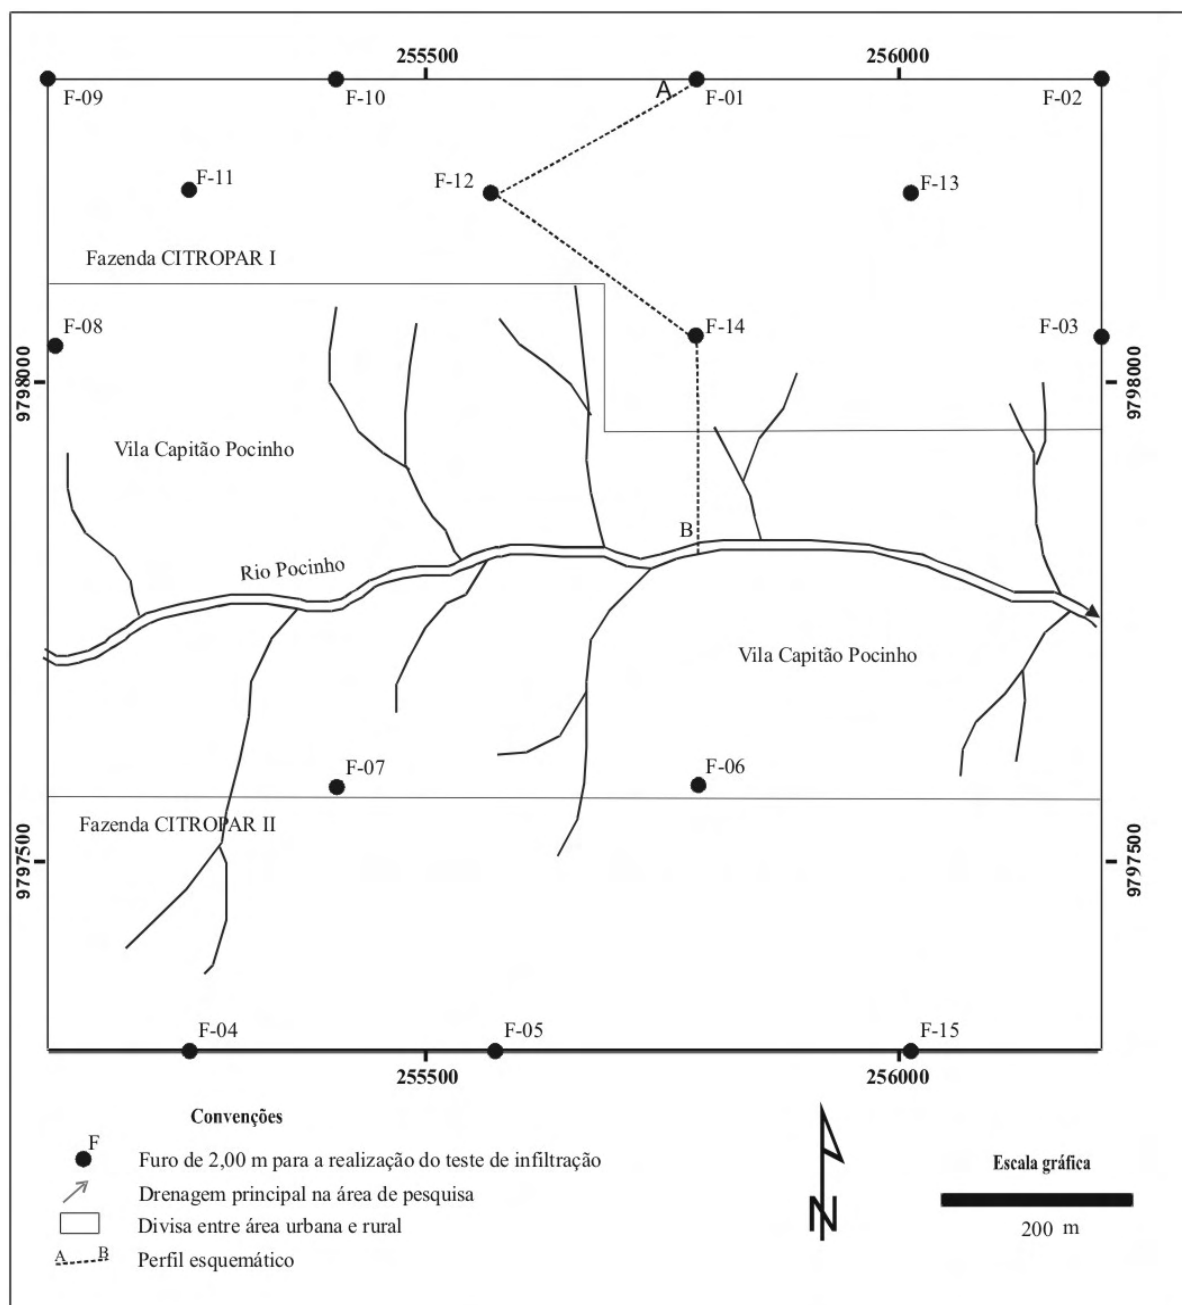 255500
256000
A
F-09
F-10
F-01
F-02
F-11
F-12
F-13
Fazenda CITROPAR I
F-08
F-14
F-03
9798000
9798000
Vila Capitão Pocinho
B
Rio Pocinho
Vila Capitão Pocinho
F-07
F-06
Fazenda CITROPAR II
9797500
9797500
F-04
F-05
F-15
255500
256000
Convenções
F
Furo de 2,00 m para a realização do teste de infiltração
Drenagem principal na área de pesquisa
Divisa entre área urbana e rural
A B
Perfil esquemático
N
Escala gráfica
200 m